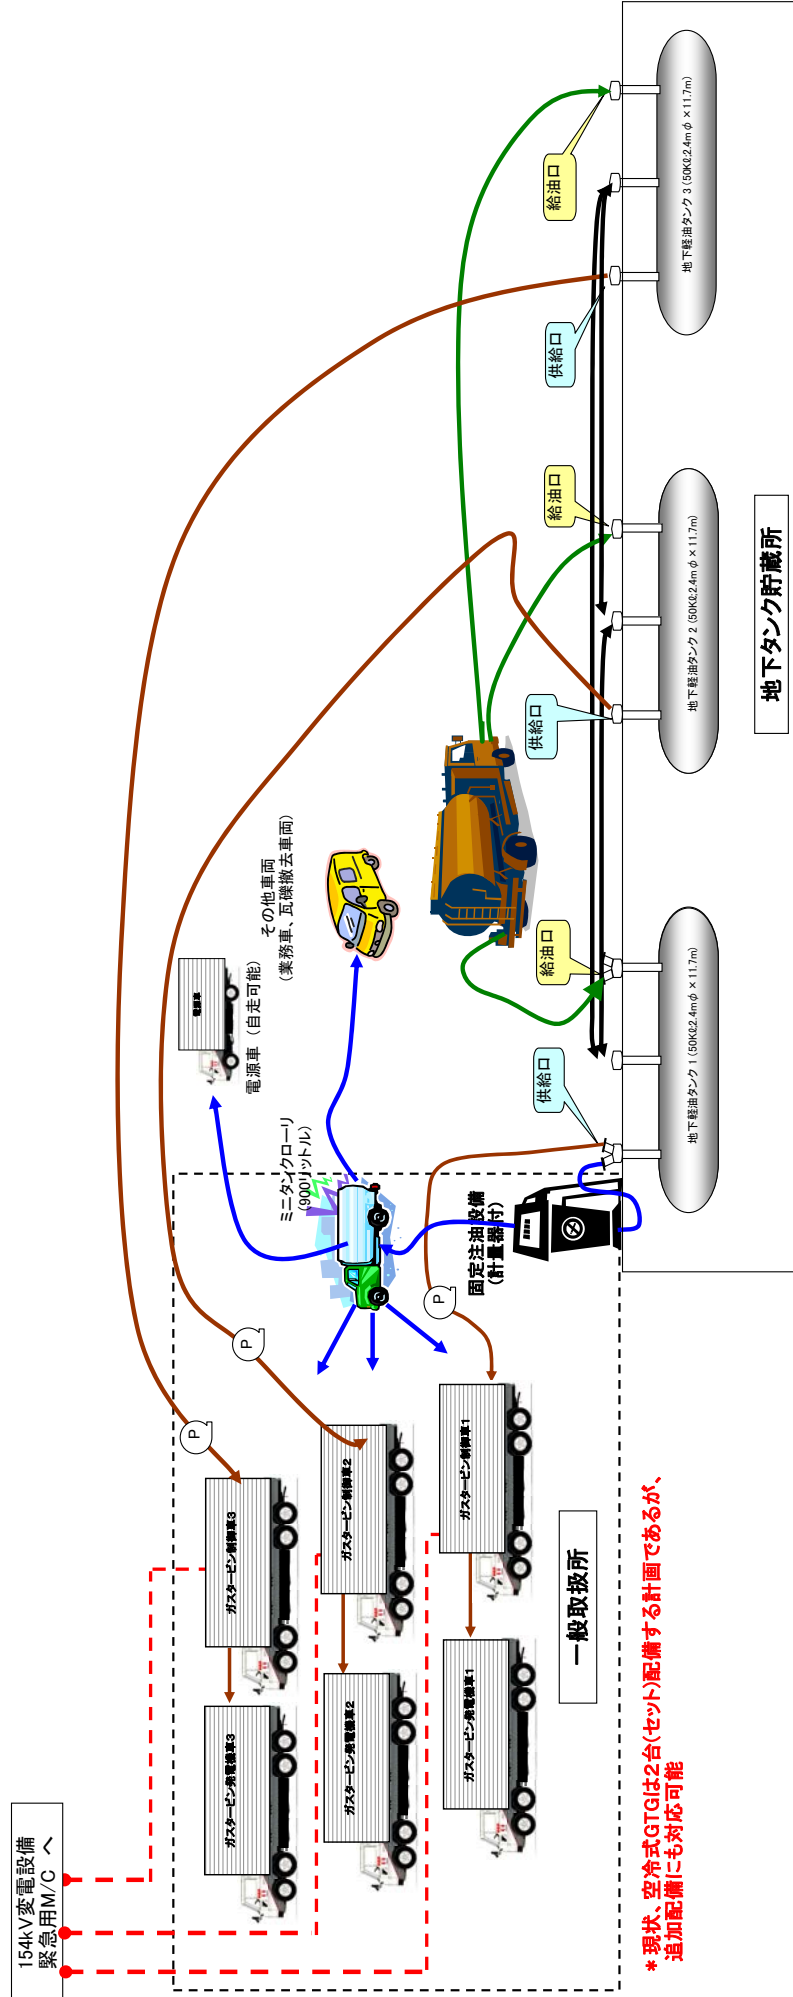 154kV変電設備
緊急用M/C へ
ガスタービン発電機車3
ガスタービン制御車3
P
ガスタービン発電機車2
ガスタービン制御車2
P
ガスタービン発電機車1
ガスタービン制御車1
P
一般取扱所
電源車
電源車 (自走可能)
その他車両
(業務車、瓦礫撤去車両)
ミニタンクローリ
(900リットル)
固定注油設備
(計量器付)
供給口
給油口
供給口
給油口
供給口
給油口
地下軽油タンク 1 (50Kℓ:2.4mφ×11.7m)
地下軽油タンク 2 (50Kℓ:2.4mφ×11.7m)
地下軽油タンク 3 (50Kℓ:2.4mφ×11.7m)
地下タンク貯蔵所
*現状、空冷式GTGは2台(セット)配備する計画であるが、
追加配備にも対応可能